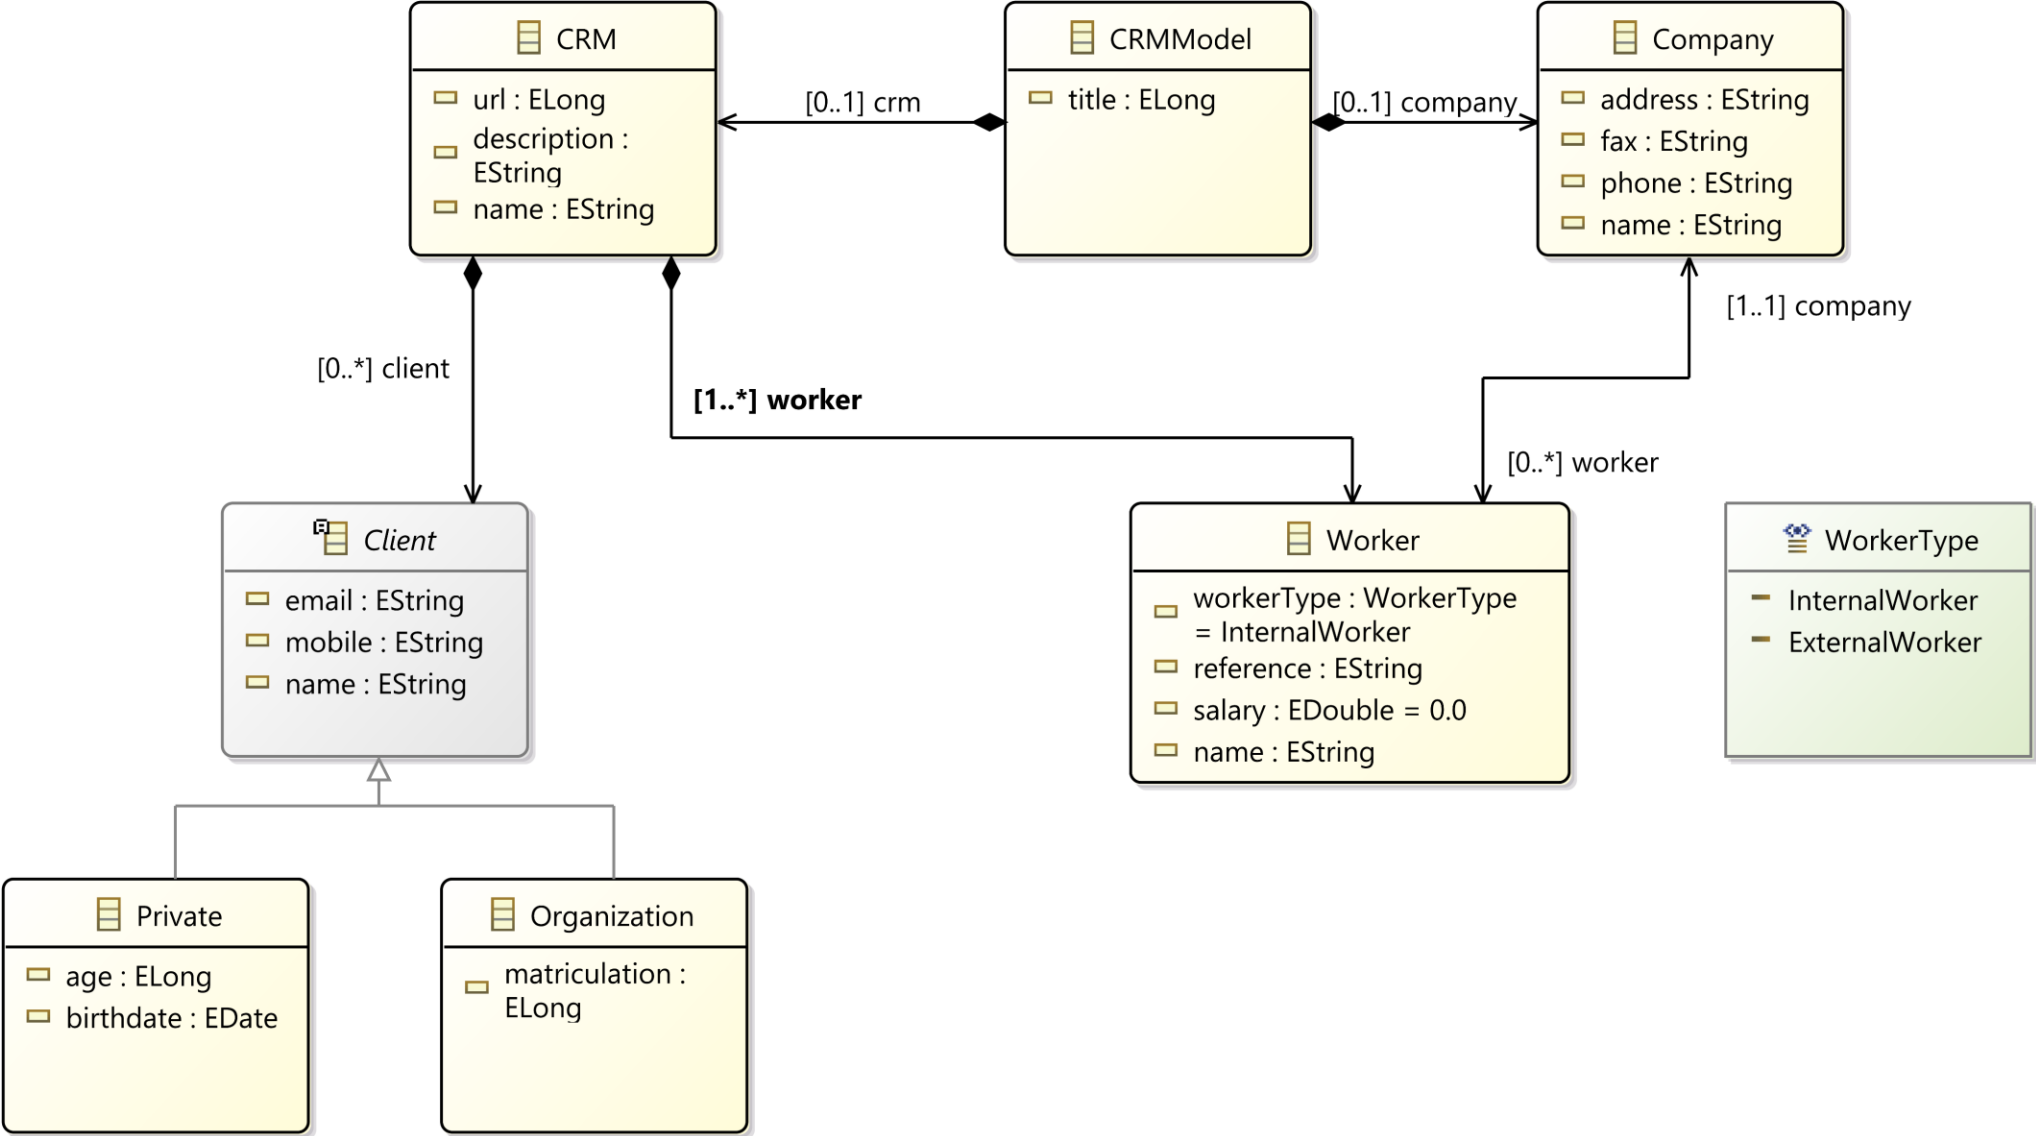 CRM
url : ELong
description :
EString
name : EString
[0..1] crm
CRMModel
title : ELong
[0..1] company
Company
address : EString
fax : EString
phone : EString
name : EString
[0..*] client
[1..*] worker
[1..1] company
[0..*] worker
Client
email : EString
mobile : EString
name : EString
Worker
workerType : WorkerType
= InternalWorker
reference : EString
salary : EDouble = 0.0
name : EString
WorkerType
InternalWorker
ExternalWorker
Private
age : ELong
birthdate : EDate
Organization
matriculation :
ELong